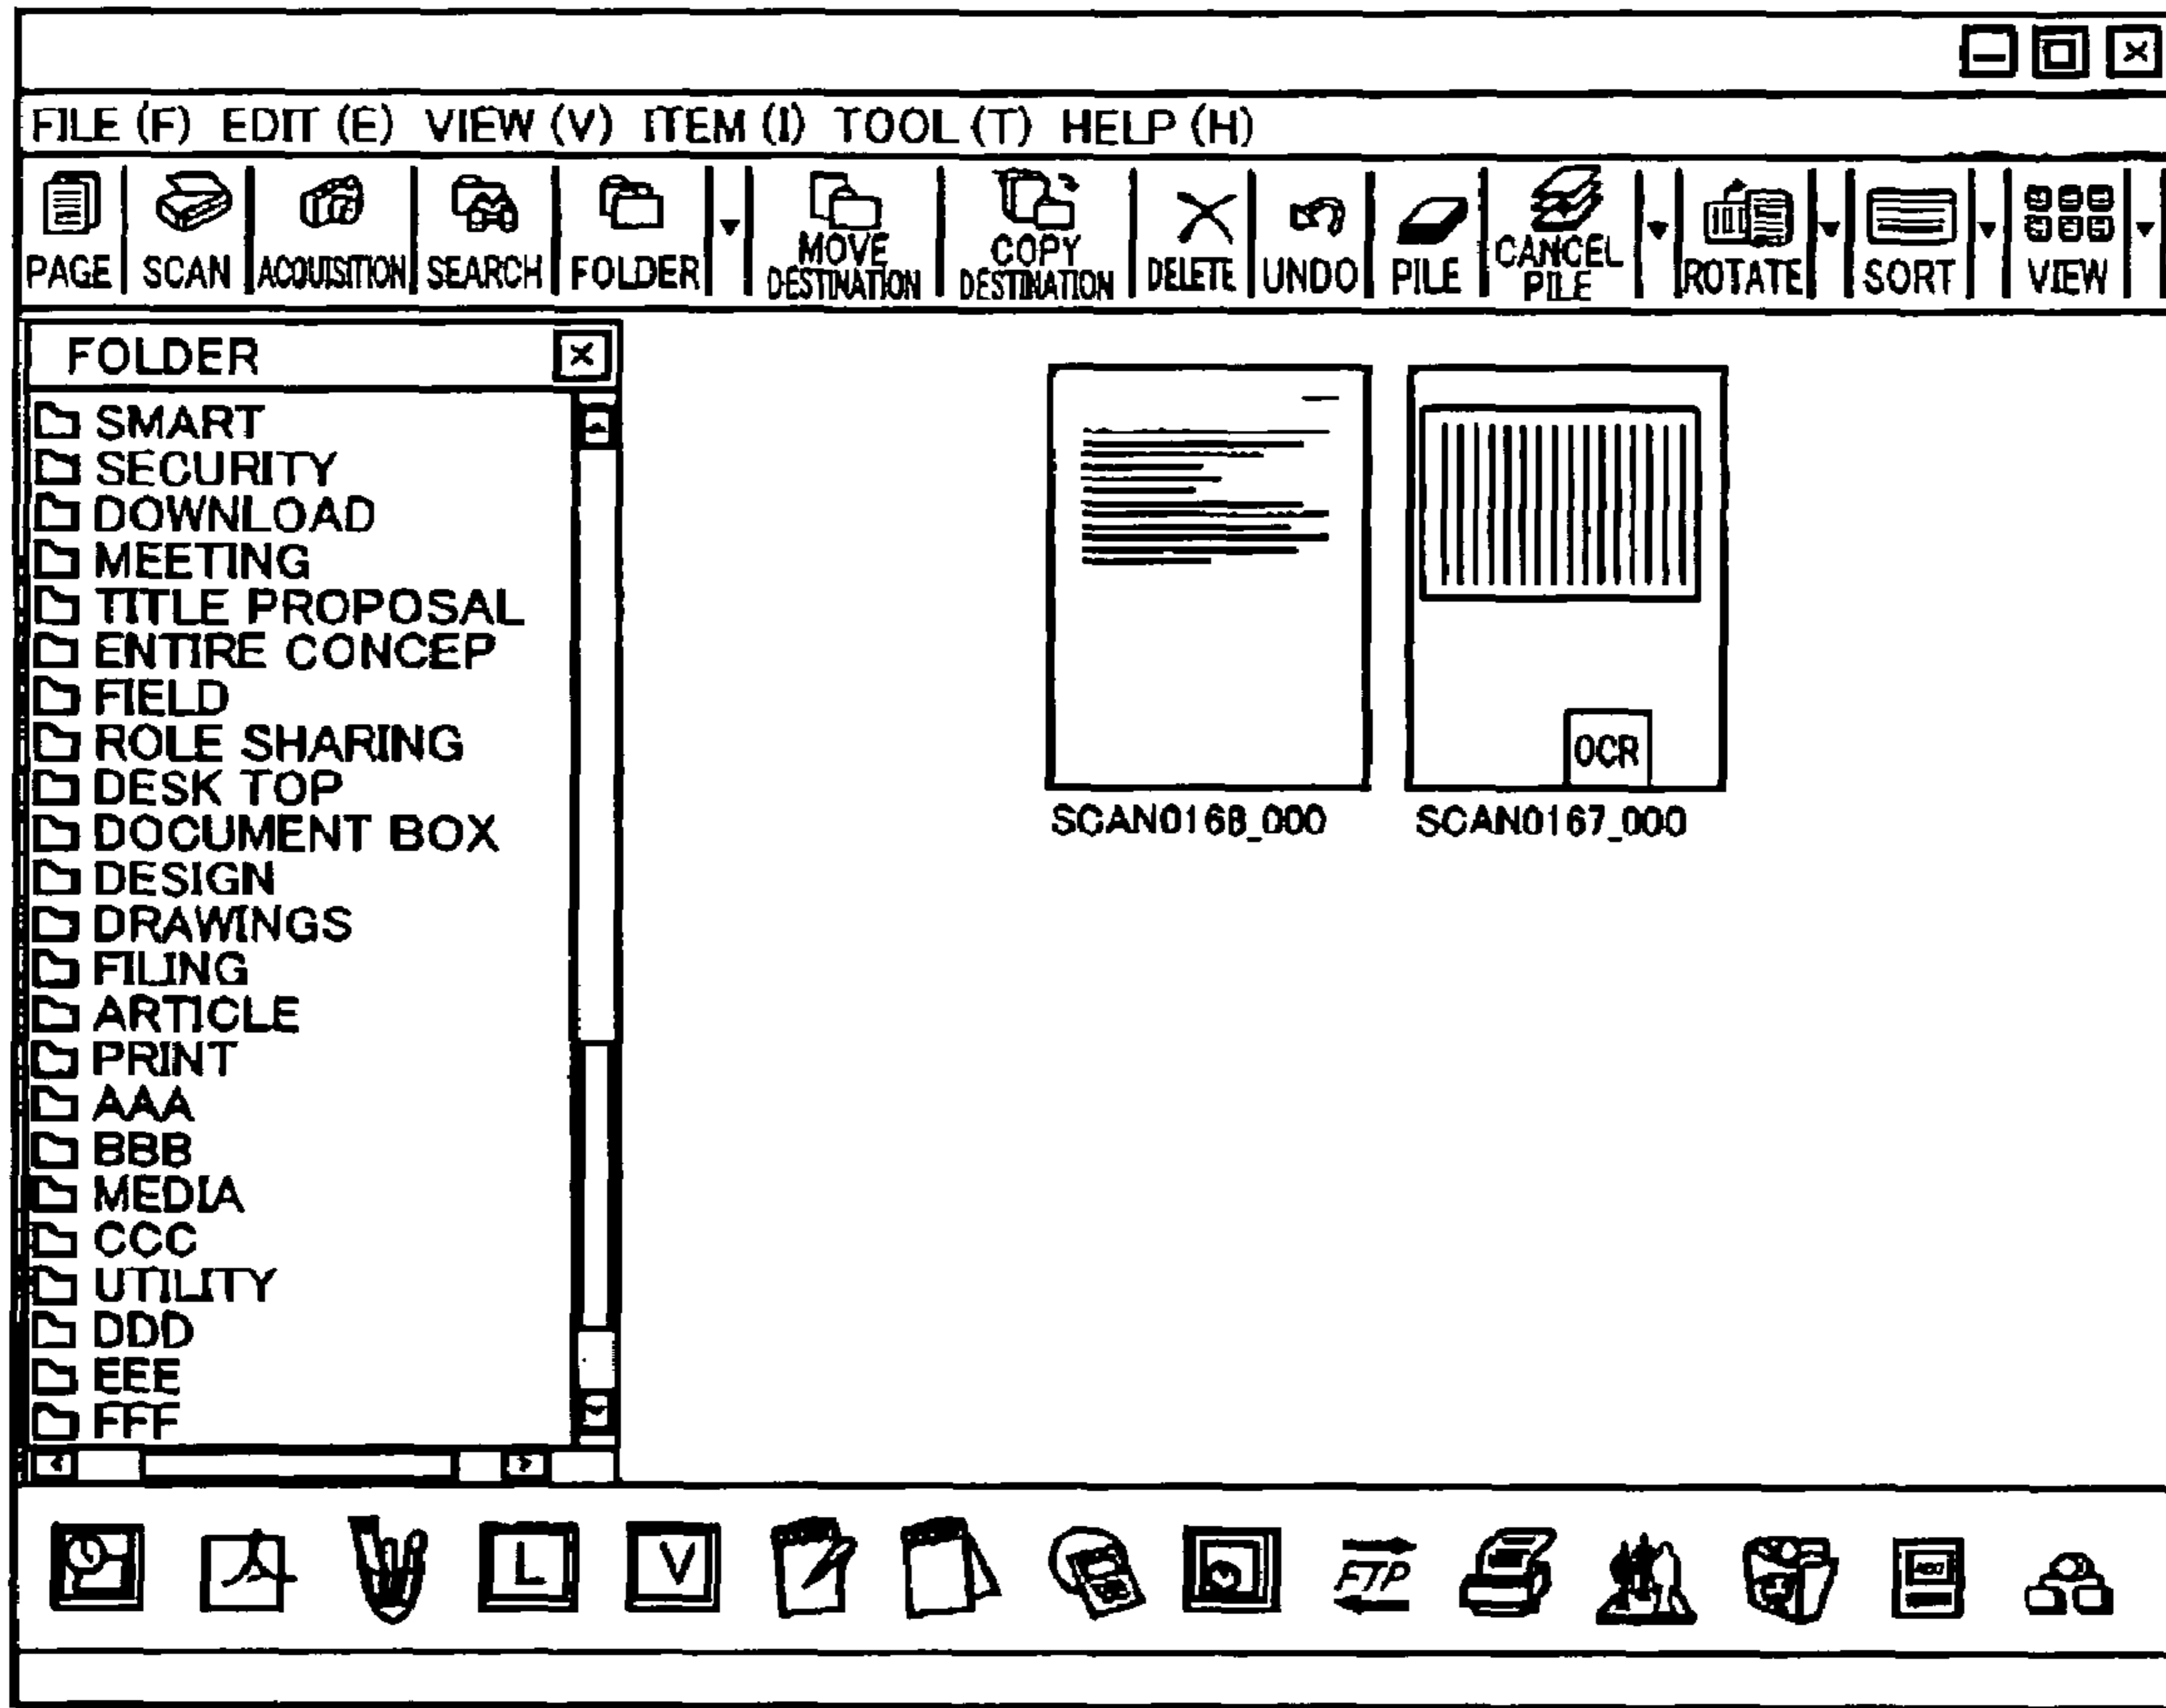 FILE (F) EDIT (E) VIEW (V) ITEM (I) TOOL (T) HELP (H)
PAGE SCAN ACQUISITION SEARCH FOLDER MOVE DESTINATION COPY DESTINATION DELETE UNDO PILE CANCEL PILE ROTATE SORT VIEW
FOLDER
SMART
SECURITY
DOWNLOAD
MEETING
TITLE PROPOSAL
ENTIRE CONCEP
FIELD
ROLE SHARING
DESK TOP
DOCUMENT BOX
DESIGN
DRAWINGS
FILING
ARTICLE
PRINT
AAA
BBB
MEDIA
CCC
UTILITY
DDD
EEE
FFF
OCR
SCAN0168_000 SCAN0167_000
L V FTP